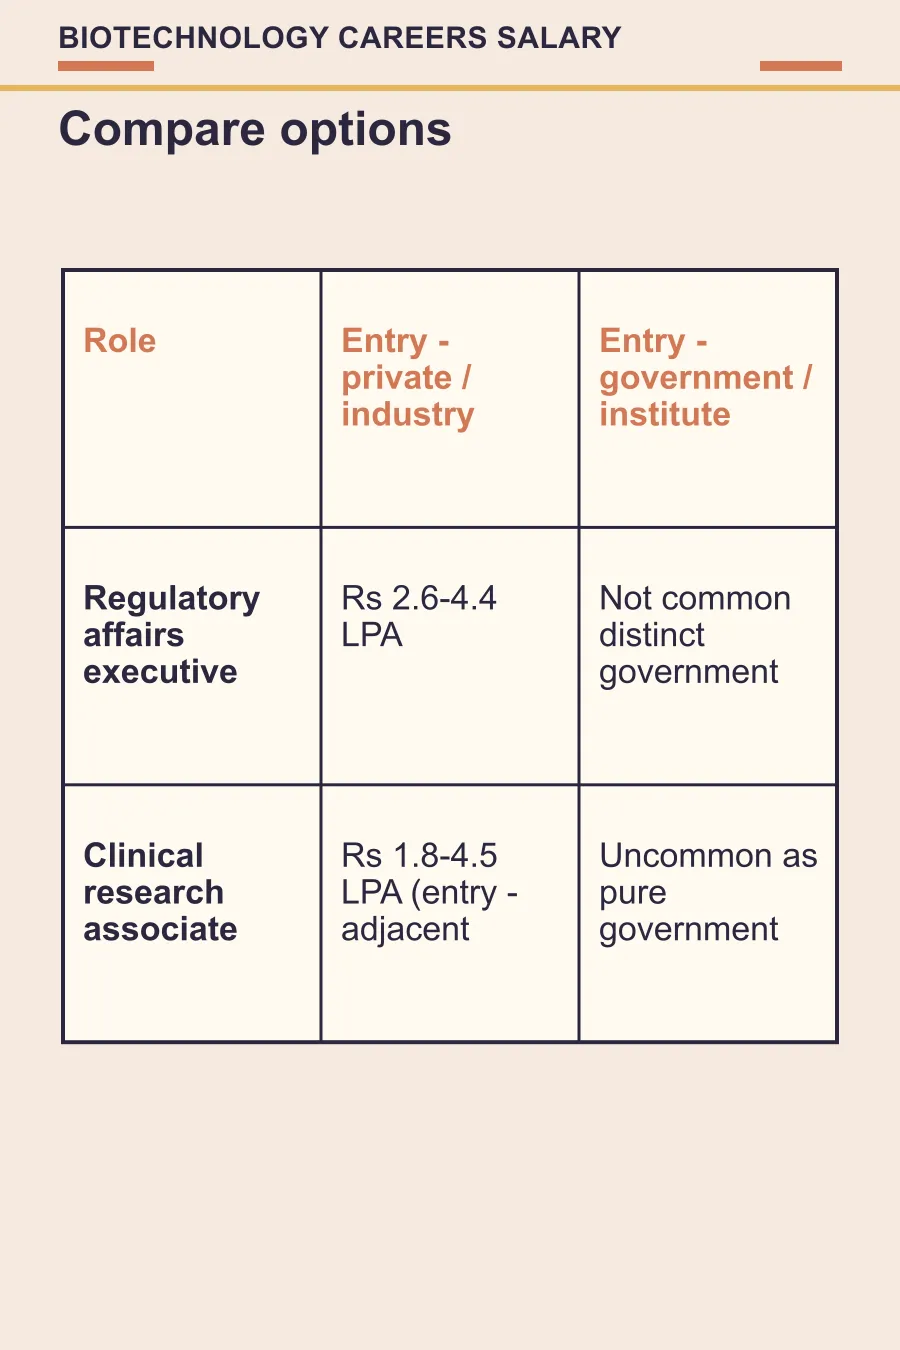 BIOTECHNOLOGY CAREERS SALARY
Compare options
Role
Entry -
private /
industry
Entry -
government /
institute
Regulatory
affairs
executive
Rs 2.6-4.4
LPA
Not common
distinct
government
Clinical
research
associate
Rs 1.8-4.5
LPA (entry -
adjacent
Uncommon as
pure
government